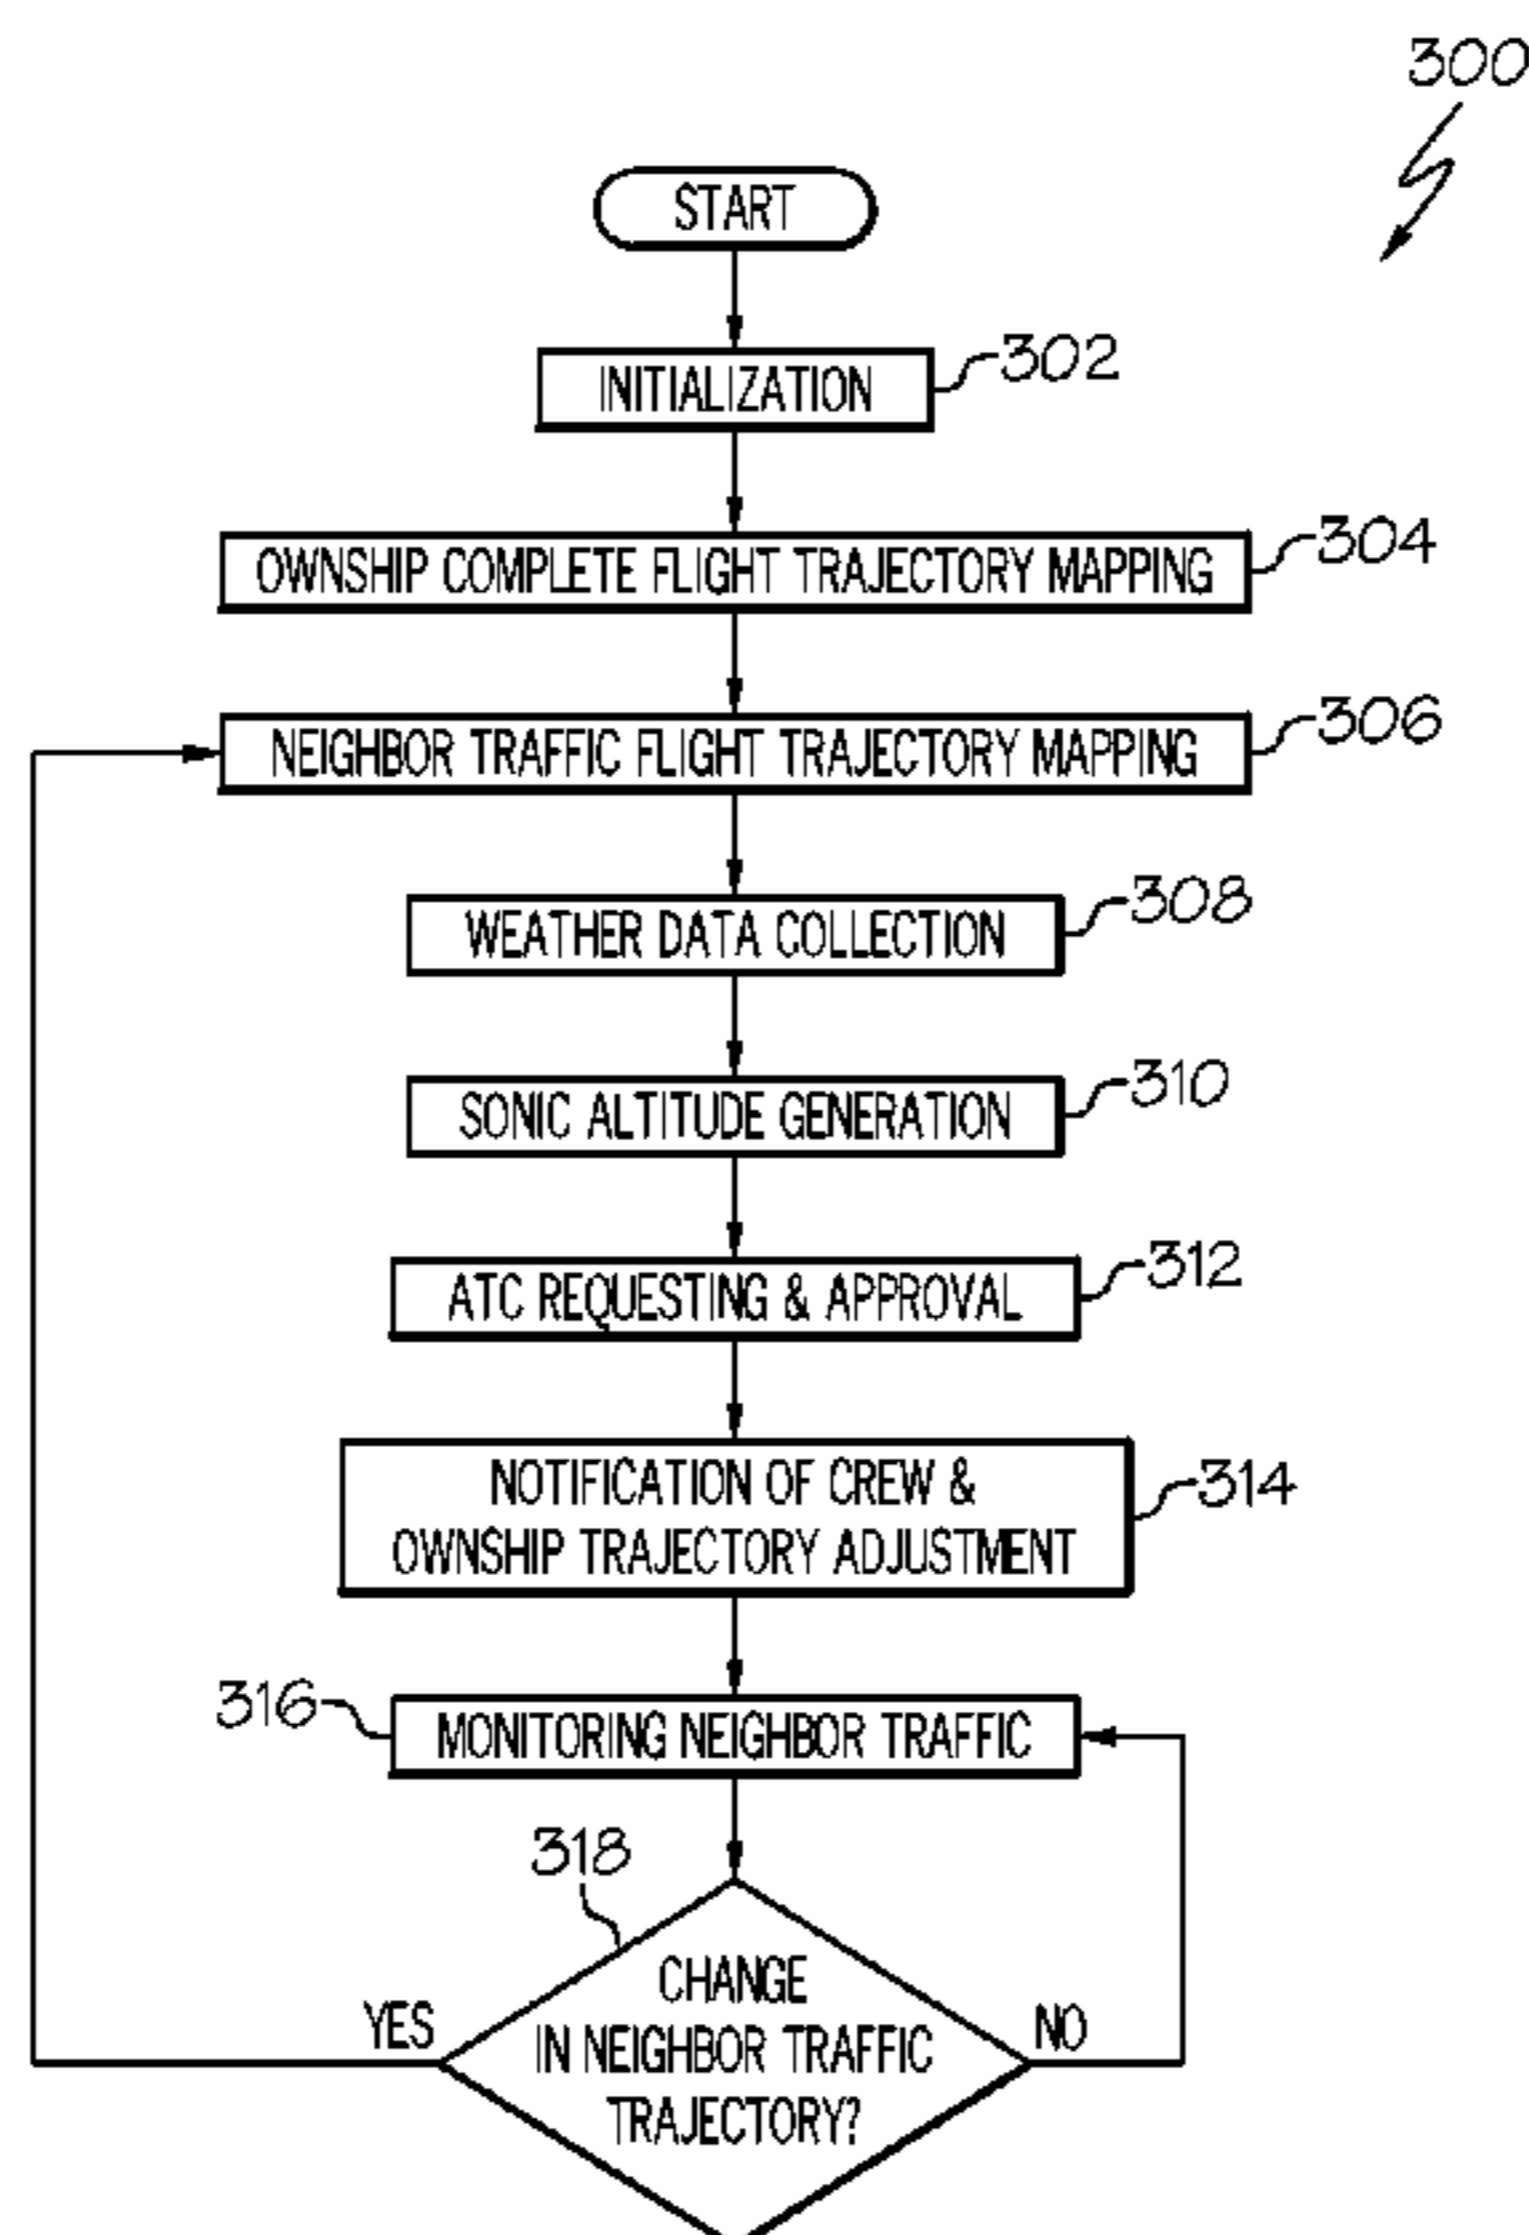 300
START
INITIALIZATION
302
OWNSHIP COMPLETE FLIGHT TRAJECTORY MAPPING
304
NEIGHBOR TRAFFIC FLIGHT TRAJECTORY MAPPING
306
WEATHER DATA COLLECTION
308
SONIC ALTITUDE GENERATION
310
ATC REQUESTING & APPROVAL
312
NOTIFICATION OF CREW &
OWNSHIP TRAJECTORY ADJUSTMENT
314
316
MONITORING NEIGHBOR TRAFFIC
318
CHANGE
IN NEIGHBOR TRAFFIC
TRAJECTORY?
YES
NO